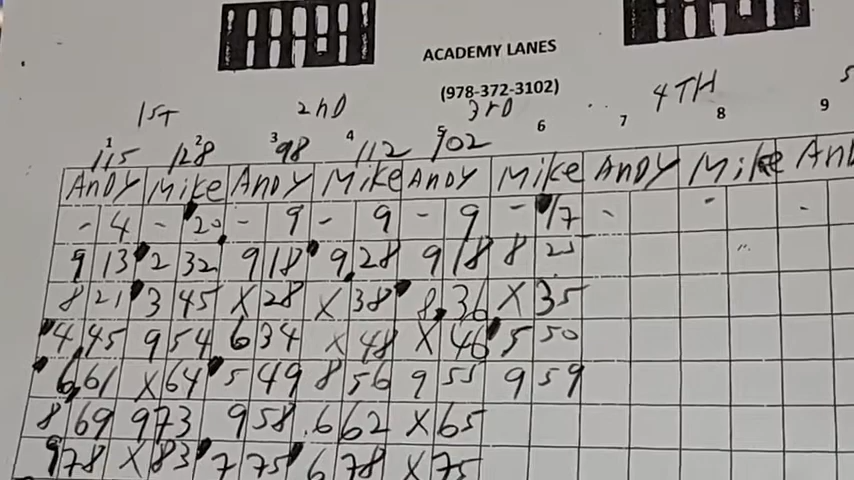 ACADEMY LANES
(978-372-3102)
1ST 2ND 3rD 4TH
1 2 3 4 5 6 7 8 9
115 128 98 112 102
ANDY Mike ANDY Mike ANDY Mike ANDY Mike AND
- 4 - 20 - 9 - 9 - 9 - 17 - - -
9 13 2 32 9 18 9 28 9 18 8 25
8 21 3 45 X 28 X 38 8 36 X 35
4 45 9 54 6 34 X 48 X 46 5 50
6 61 X 64 5 49 8 56 9 55 9 59
8 69 9 73 9 58 6 62 X 65
9 78 X 83 7 75 6 78 X 75